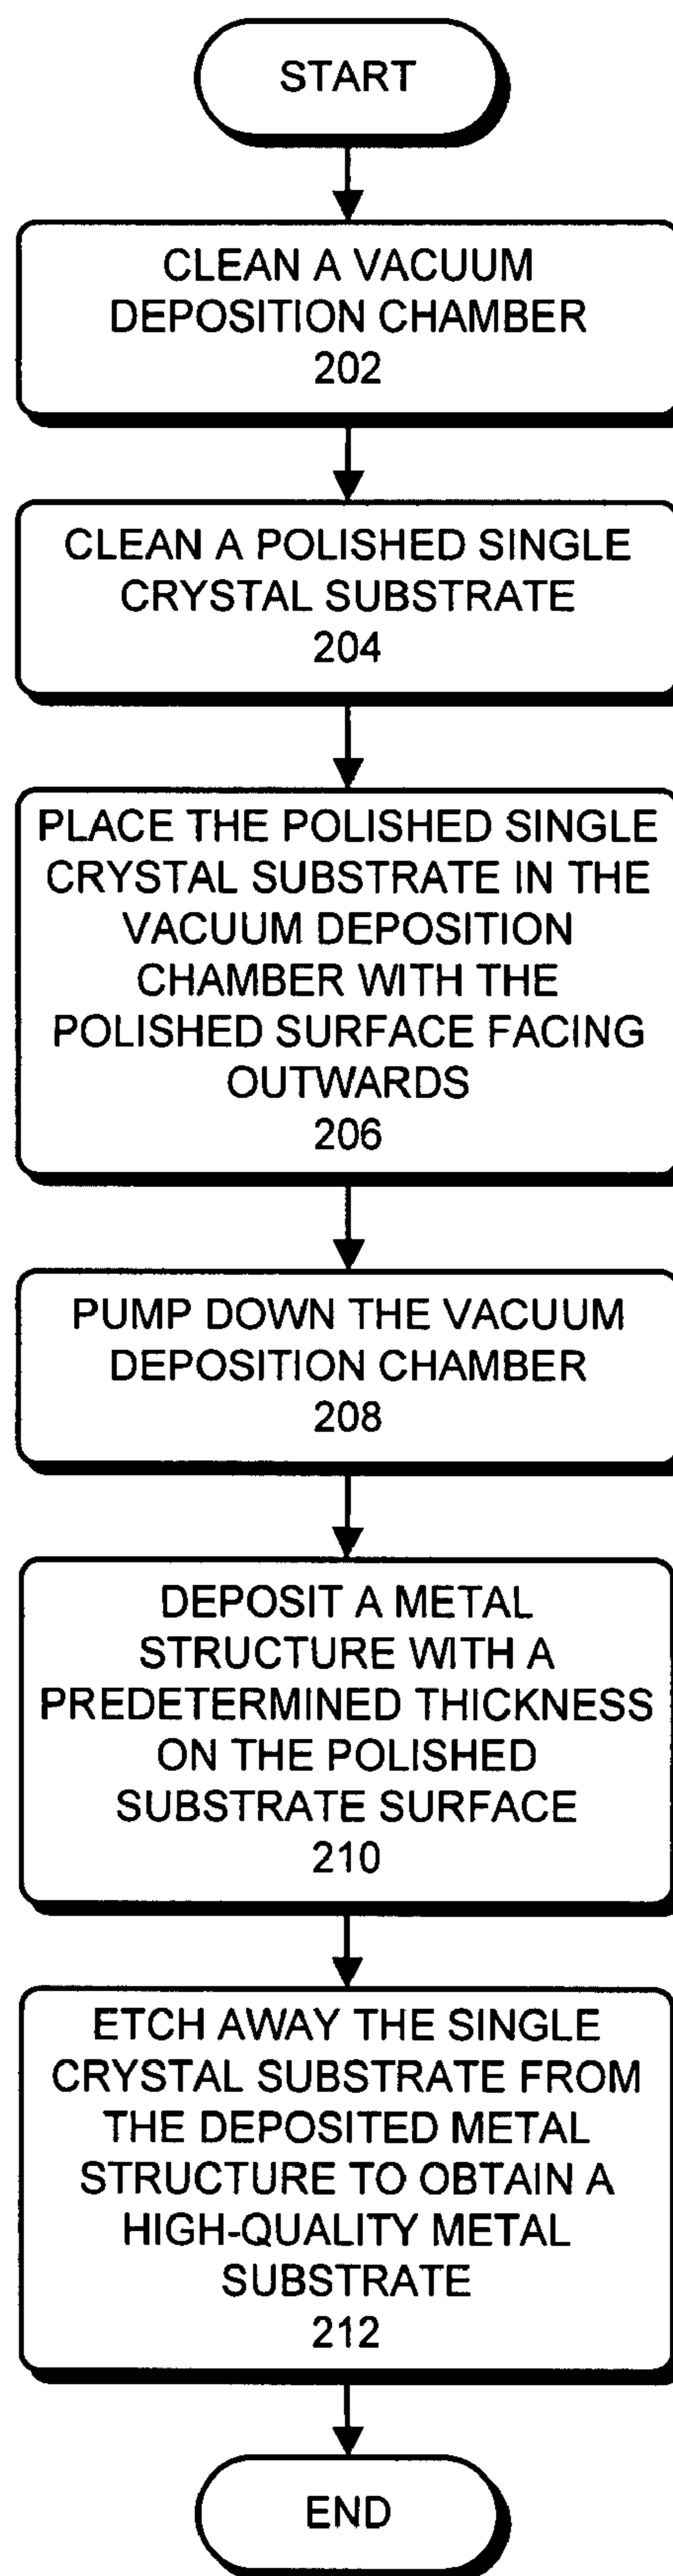 START
CLEAN A VACUUM
DEPOSITION CHAMBER
202
CLEAN A POLISHED SINGLE
CRYSTAL SUBSTRATE
204
PLACE THE POLISHED SINGLE
CRYSTAL SUBSTRATE IN THE
VACUUM DEPOSITION
CHAMBER WITH THE
POLISHED SURFACE FACING
OUTWARDS
206
PUMP DOWN THE VACUUM
DEPOSITION CHAMBER
208
DEPOSIT A METAL
STRUCTURE WITH A
PREDETERMINED THICKNESS
ON THE POLISHED
SUBSTRATE SURFACE
210
ETCH AWAY THE SINGLE
CRYSTAL SUBSTRATE FROM
THE DEPOSITED METAL
STRUCTURE TO OBTAIN A
HIGH-QUALITY METAL
SUBSTRATE
212
END